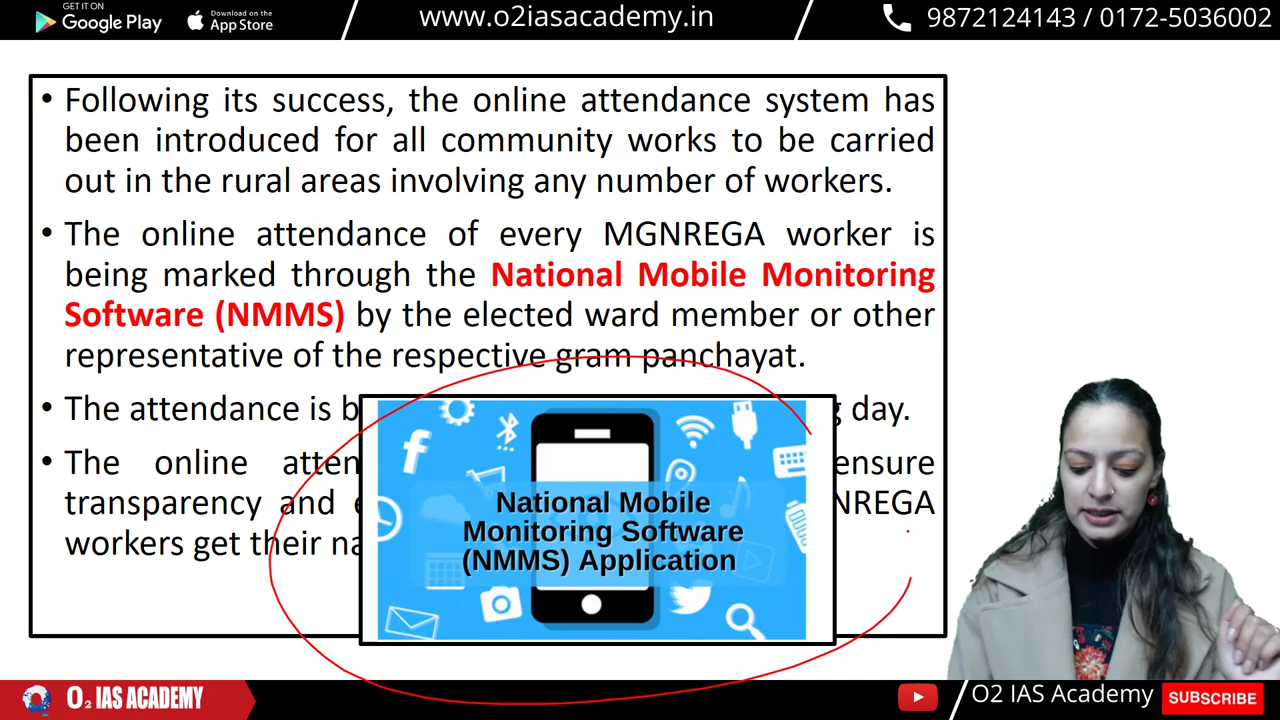 GET IT ON
Google Play
Download on the
App Store
www.o2iasacademy.in
9872124143 / 0172-5036002
• Following its success, the online attendance system has
been introduced for all community works to be carried
out in the rural areas involving any number of workers.
• The online attendance of every MGNREGA worker is
being marked through the National Mobile Monitoring
Software (NMMS) by the elected ward member or other
representative of the respective gram panchayat.
• The attendance is day.
• The online ensure
transparency and
workers get their
National Mobile
Monitoring Software
(NMMS) Application
O₂ IAS ACADEMY
O2 IAS Academy
SUBSCRIBE